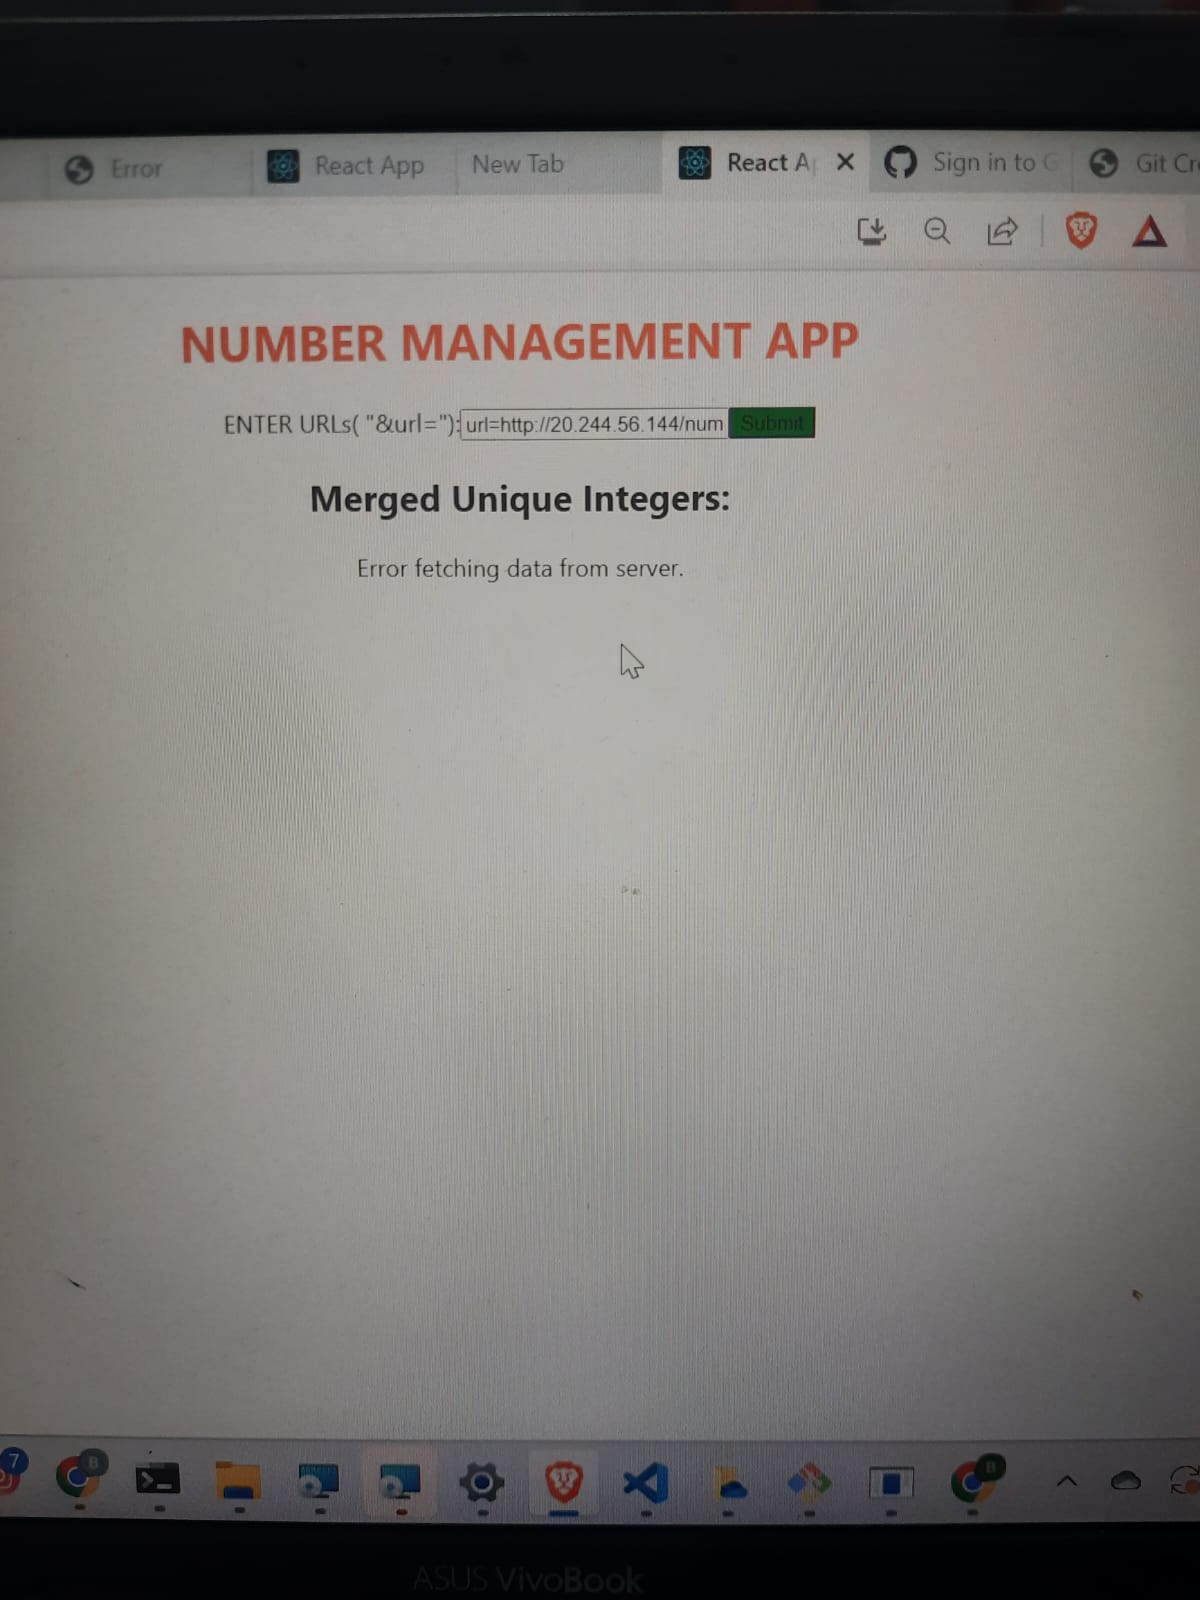 Error React App New Tab React A Sign in to G Git Cr
NUMBER MANAGEMENT APP
ENTER URLs( "&url="): url=http://20.244.56.144/num Submit
Merged Unique Integers:
Error fetching data from server.
7 B B
ASUS VivoBook